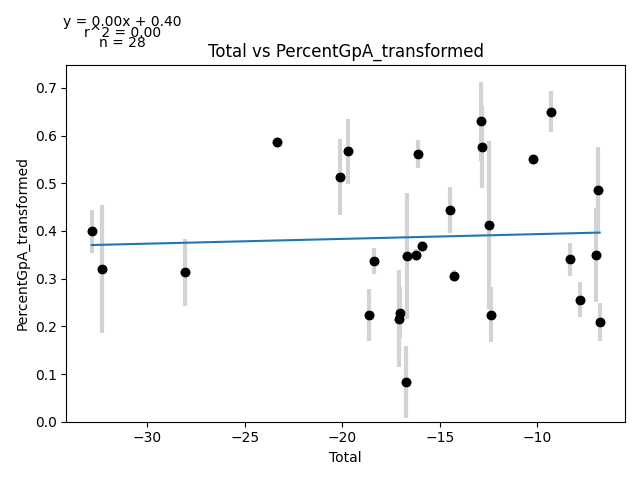 y = 0.00x + 0.40
r^2 = 0.00
n = 28
Total vs PercentGpA_transformed
PercentGpA_transformed
0.7
0.6
0.5
0.4
0.3
0.2
0.1
0.0
−30
−25
−20
−15
−10
Total